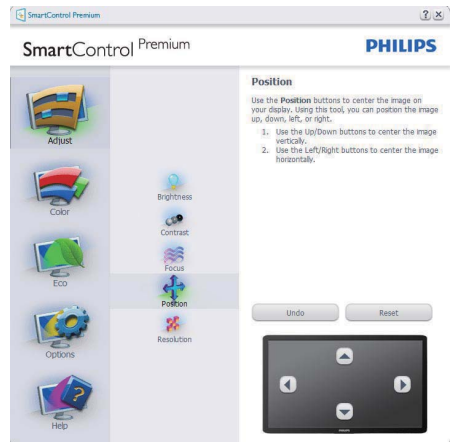 SmartControl Premium
? ×
SmartControl Premium
PHILIPS
Adjust
Color
Eco
Options
Help
Brightness
Contrast
Focus
Position
Resolution
Position
Use the Position buttons to center the image on
your display. Using this tool, you can position the image
up, down, left, or right.
1. Use the Up/Down buttons to center the image
vertically.
2. Use the Left/Right buttons to center the image
horizontally.
Undo
Reset
PHILIPS